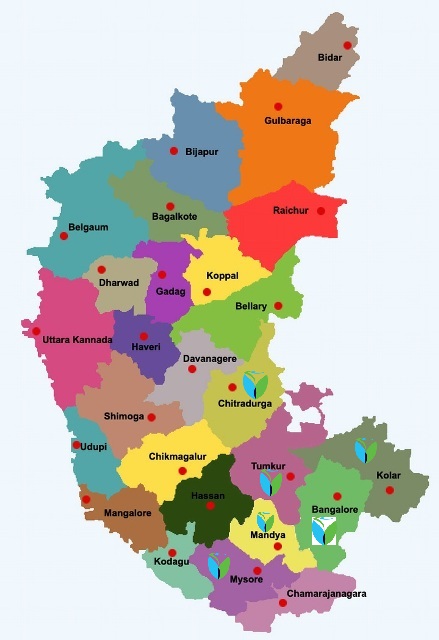 Bidar
Gulbaraga
Bijapur
Bagalkote
Raichur
Belgaum
Koppal
Dharwad
Gadag
Bellary
Uttara Kannada
Haveri
Davanagere
Chitradurga
Shimoga
Udupi
Chikmagalur
Tumkur
Kolar
Hassan
Bangalore
Mangalore
Mandya
Kodagu
Mysore
Chamarajanagara